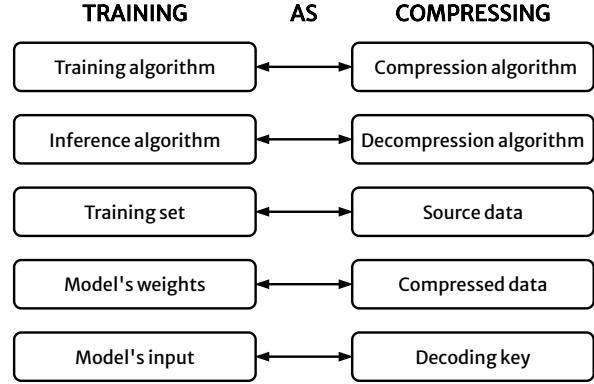 TRAINING AS COMPRESSING
Training algorithm Compression algorithm
Inference algorithm Decompression algorithm
Training set Source data
Model's weights Compressed data
Model's input Decoding key